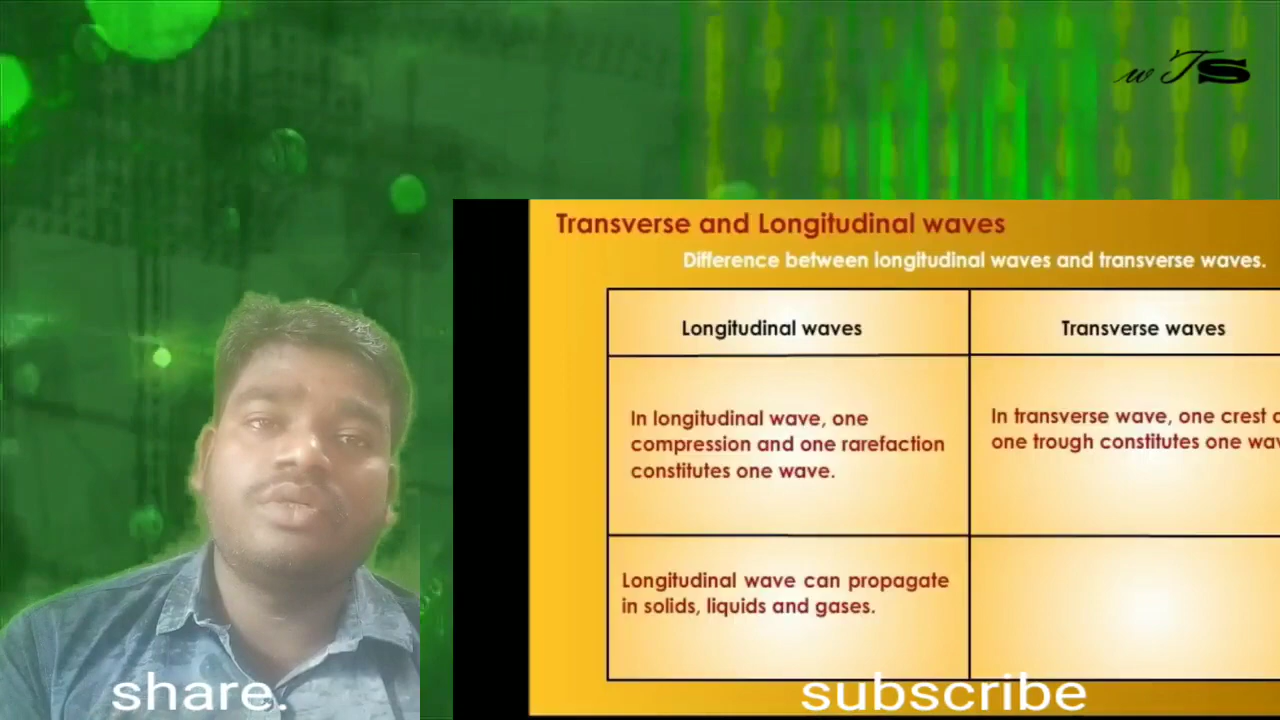 w TS
Transverse and Longitudinal waves
Difference between longitudinal waves and transverse waves.
Longitudinal waves
Transverse waves
In longitudinal wave, one
compression and one rarefaction
constitutes one wave.
In transverse wave, one crest
one trough constitutes one
Longitudinal wave can propagate
in solids, liquids and gases.
share.
subscribe